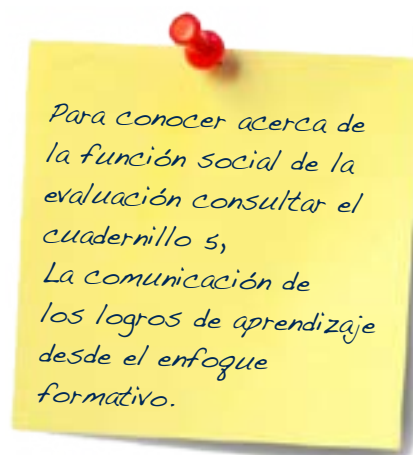 Para conocer acerca de
la función social de la
evaluación consultar el
cuadernillo 5,
La comunicación de
los logros de aprendizaje
desde el enfoque
formativo.